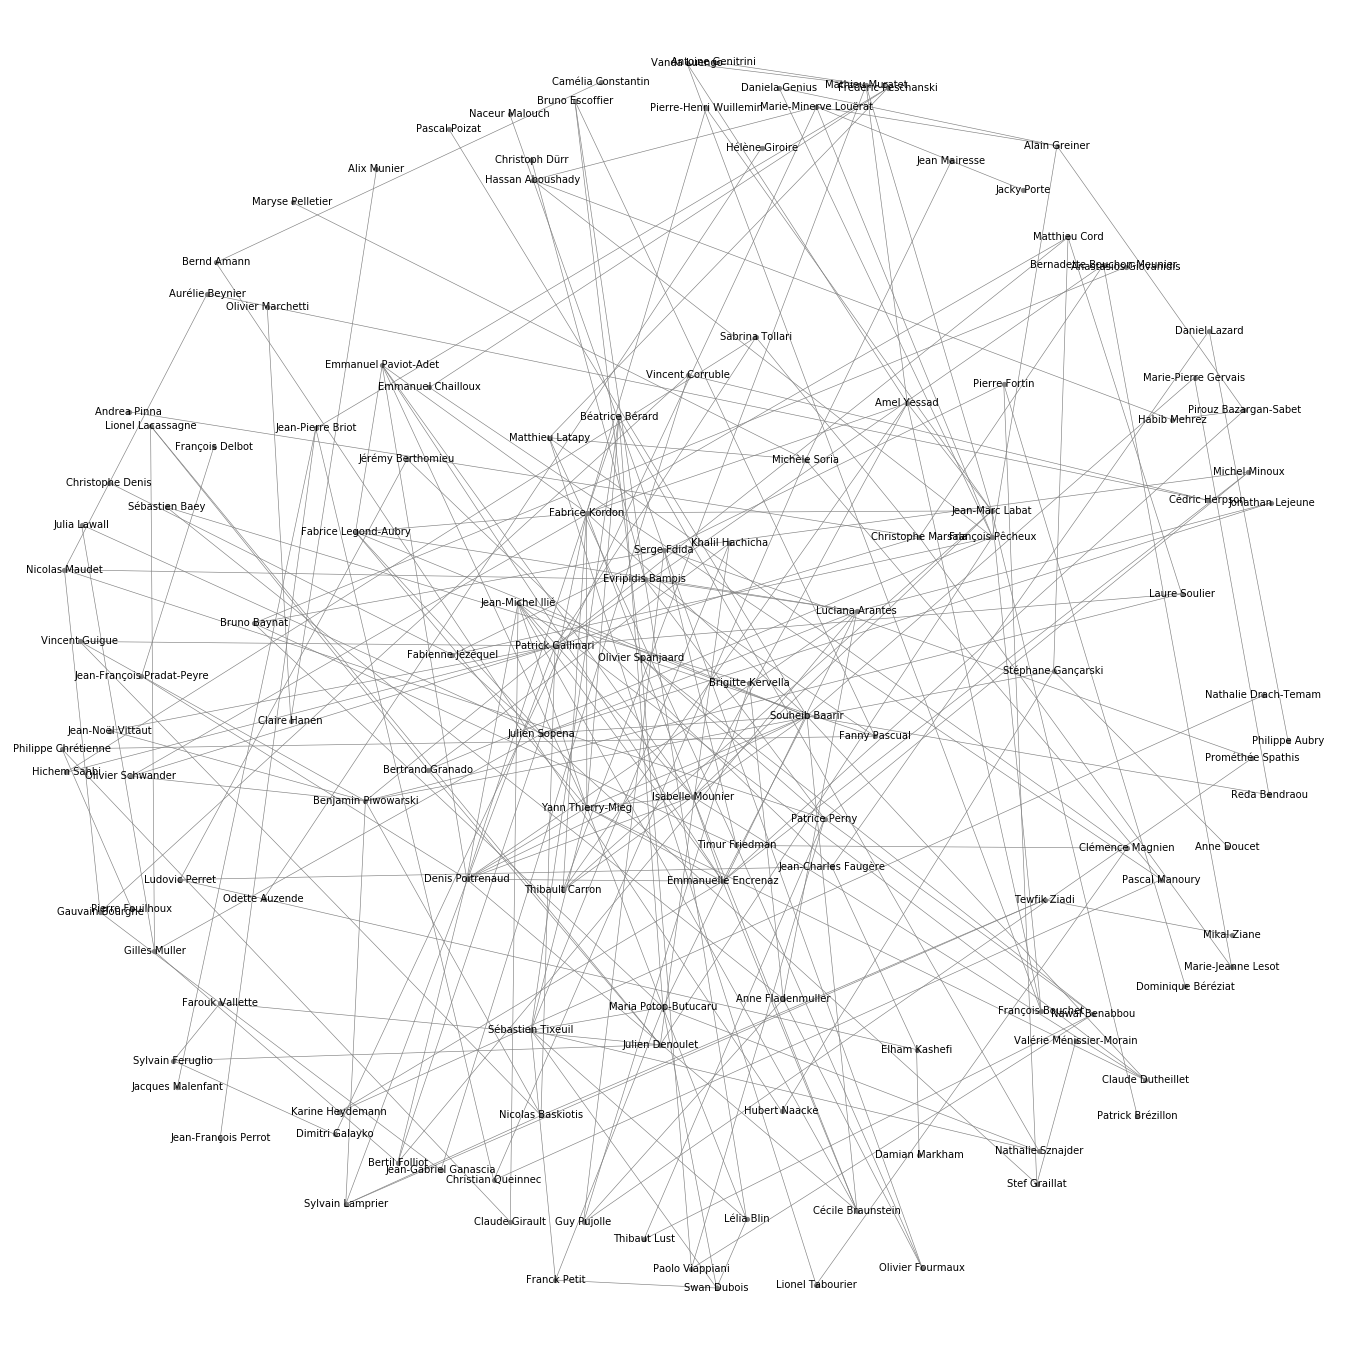 Vanda Luengo
Antoine Genitrini
Camélia Constantin
Mathieu Muratet
Daniela Genius
Frédéric Peschanski
Bruno Escoffier
Pierre-Henri Wuillemin
Marie-Minerve Louërat
Naceur Malouch
Pascal Poizat
Alain Greiner
Hélène Giroire
Christoph Dürr
Jean Mairesse
Alix Munier
Hassan Aboushady
Jacky Porte
Maryse Pelletier
Matthieu Cord
Bernd Amann
Bernadette Bouchon-Meunier
Anastasios Giovanidis
Aurélie Beynier
Olivier Marchetti
Daniel Lazard
Sabrina Tollari
Emmanuel Paviot-Adet
Vincent Corruble
Marie-Pierre Gervais
Pierre Fortin
Emmanuel Chailloux
Amel Yessad
Andrea Pinna
Pirouz Bazargan-Sabet
Béatrice Bérard
Habib Mehrez
Lionel Lacassagne
Jean-Pierre Briot
Matthieu Latapy
François Delbot
Jérémy Berthomieu
Michèle Soria
Michel Minoux
Christophe Denis
Cédric Herpson
Jonathan Lejeune
Sébastien Baey
Jean-Marc Labat
Fabrice Kordon
Julia Lawall
Fabrice Legond-Aubry
Christophe Marsala
François Pêcheux
Khalil Hachicha
Serge Fdida
Nicolas Maudet
Evripidis Bampis
Laure Soulier
Jean-Michel Ilié
Luciana Arantes
Bruno Baynat
Vincent Guigue
Patrick Gallinari
Fabienne Jézéquel
Olivier Spanjaard
Stéphane Gançarski
Jean-François Pradat-Peyre
Brigitte Kervella
Nathalie Drach-Temam
Souheib Baarir
Claire Hanen
Jean-Noël Vittaut
Julien Sopena
Fanny Pascual
Philippe Aubry
Philippe Chrétienne
Prométhée Spathis
Hichem Sahbi
Olivier Schwander
Bertrand Granado
Reda Bendraou
Benjamin Piwowarski
Isabelle Mounier
Yann Thierry-Mieg
Patrice Perny
Timur Friedman
Clémence Magnien
Anne Doucet
Jean-Charles Faugère
Ludovic Perret
Denis Poitrenaud
Emmanuelle Encrenaz
Pascal Manoury
Thibault Carron
Odette Auzende
Tewfik Ziadi
Pierre Fouilhoux
Gauvain Bourgne
Mikal Ziane
Gilles Muller
Marie-Jeanne Lesot
Dominique Béréziat
Anne Fladenmuller
Farouk Vallette
Maria Potop-Butucaru
François Bouchet
Nawal Benabbou
Sébastien Tixeuil
Valérie Ménissier-Morain
Julien Denoulet
Elham Kashefi
Sylvain Feruglio
Claude Dutheillet
Jacques Malenfant
Karine Heydemann
Hubert Naacke
Nicolas Baskiotis
Patrick Brézillon
Dimitri Galayko
Jean-François Perrot
Nathalie Sznajder
Damian Markham
Bertil Folliot
Jean-Gabriel Ganascia
Christian Queinnec
Stef Graillat
Sylvain Lamprier
Cécile Braunstein
Lélia Blin
Claude Girault
Guy Pujolle
Thibaut Lust
Olivier Fourmaux
Paolo Viappiani
Franck Petit
Lionel Tabourier
Swan Dubois